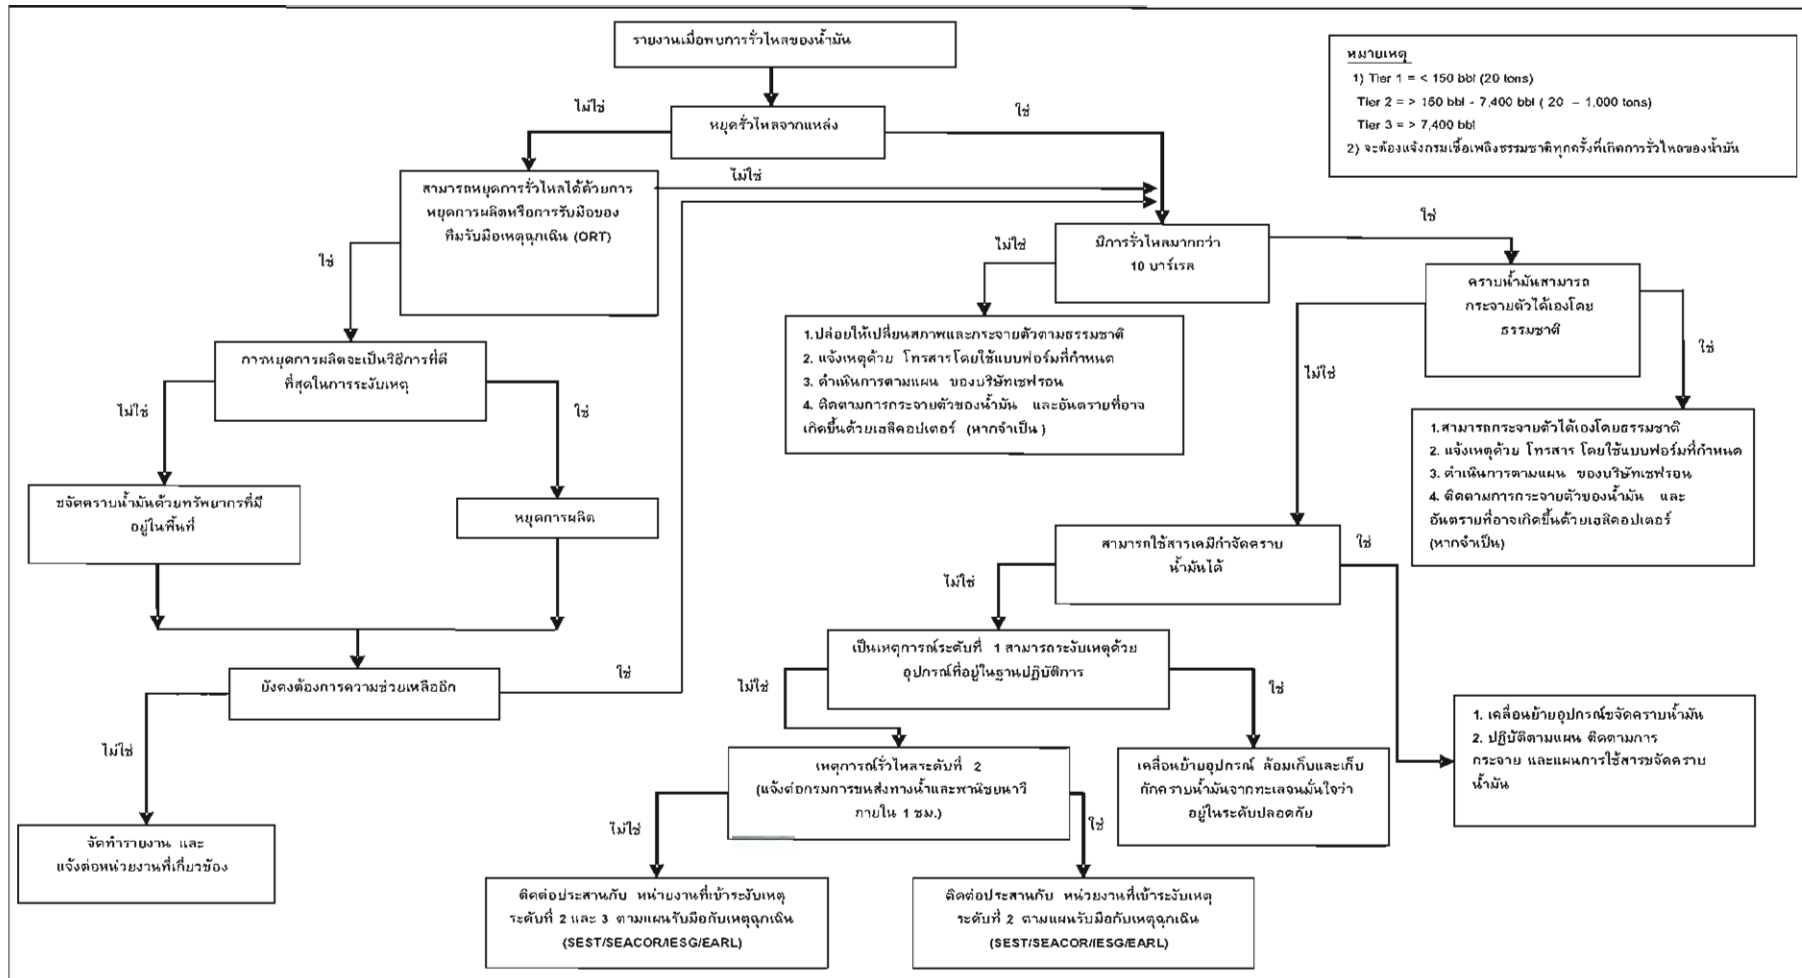 รายงานเมื่อพบการรั่วไหลของน้ำมัน
หมายเหตุ
1) Tier 1 = < 150 bbl (20 tons)
Tier 2 = > 150 bbl - 7,400 bbl ( 20 – 1,000 tons)
Tier 3 = > 7,400 bbl
2) จะต้องแจ้งกรมเชื้อเพลิงธรรมชาติทุกครั้งที่เกิดการรั่วไหลของน้ำมัน
ไม่ใช่
หยุดรั่วไหลจากแหล่ง
ใช่
สามารถหยุดการรั่วไหลได้ด้วยการ
หยุดการผลิตหรือการรับมือของ
ทีมรับมือเหตุฉุกเฉิน (ORT)
ไม่ใช่
ใช่
ไม่ใช่
มีการรั่วไหลมากกว่า
10 บาร์เรล
ใช่
คราบน้ำมันสามารถ
กระจายตัวได้เองโดย
ธรรมชาติ
1.ปล่อยให้เปลี่ยนสภาพและกระจายตัวตามธรรมชาติ
2. แจ้งเหตุด้วย โทรสารโดยใช้แบบฟอร์มที่กำหนด
3. ดำเนินการตามแผน ของบริษัทเชฟรอน
4. ติดตามการกระจายตัวของน้ำมัน และอันตรายที่อาจ
เกิดขึ้นด้วยเฮลิคอปเตอร์ (หากจำเป็น )
การหยุดการผลิตจะเป็นวิธีการที่ดี
ที่สุดในการระงับเหตุ
ไม่ใช่
ใช่
ไม่ใช่
ใช่
1.สามารถกระจายตัวได้เองโดยธรรมชาติ
2. แจ้งเหตุด้วย โทรสาร โดยใช้แบบฟอร์มที่กำหนด
3. ดำเนินการตามแผน ของบริษัทเชฟรอน
4. ติดตามการกระจายตัวของน้ำมัน และ
อันตรายที่อาจเกิดขึ้นด้วยเฮลิคอปเตอร์
(หากจำเป็น)
ขจัดคราบน้ำมันด้วยทรัพยากรที่มี
อยู่ในพื้นที่
หยุดการผลิต
สามารถใช้สารเคมีกำจัดคราบ
น้ำมันได้
ไม่ใช่
ใช่
เป็นเหตุการณ์ระดับที่ 1 สามารถระงับเหตุด้วย
อุปกรณ์ที่อยู่ในฐานปฏิบัติการ
ยังคงต้องการความช่วยเหลืออีก
ใช่
ไม่ใช่
ไม่ใช่
ใช่
1. เคลื่อนย้ายอุปกรณ์ขจัดคราบน้ำมัน
2. ปฏิบัติตามแผน ติดตามการ
กระจาย และแผนการใช้สารขจัดคราบ
น้ำมัน
เหตุการณ์รั่วไหลระดับที่ 2
(แจ้งต่อกรมการขนส่งทางน้ำและพาณิชยนาวี
ภายใน 1 ชม.)
เคลื่อนย้ายอุปกรณ์ ล้อมเก็บและเก็บ
กักคราบน้ำมันจากทะเลจนมั่นใจว่า
อยู่ในระดับปลอดภัย
ไม่ใช่
ใช่
จัดทำรายงาน และ
แจ้งต่อหน่วยงานที่เกี่ยวข้อง
ติดต่อประสานกับ หน่วยงานที่เข้าระงับเหตุ
ระดับที่ 2 และ 3 ตามแผนรับมือกับเหตุฉุกเฉิน
(SEST/SEACOR/IESG/EARL)
ติดต่อประสานกับ หน่วยงานที่เข้าระงับเหตุ
ระดับที่ 2 ตามแผนรับมือกับเหตุฉุกเฉิน
(SEST/SEACOR/IESG/EARL)